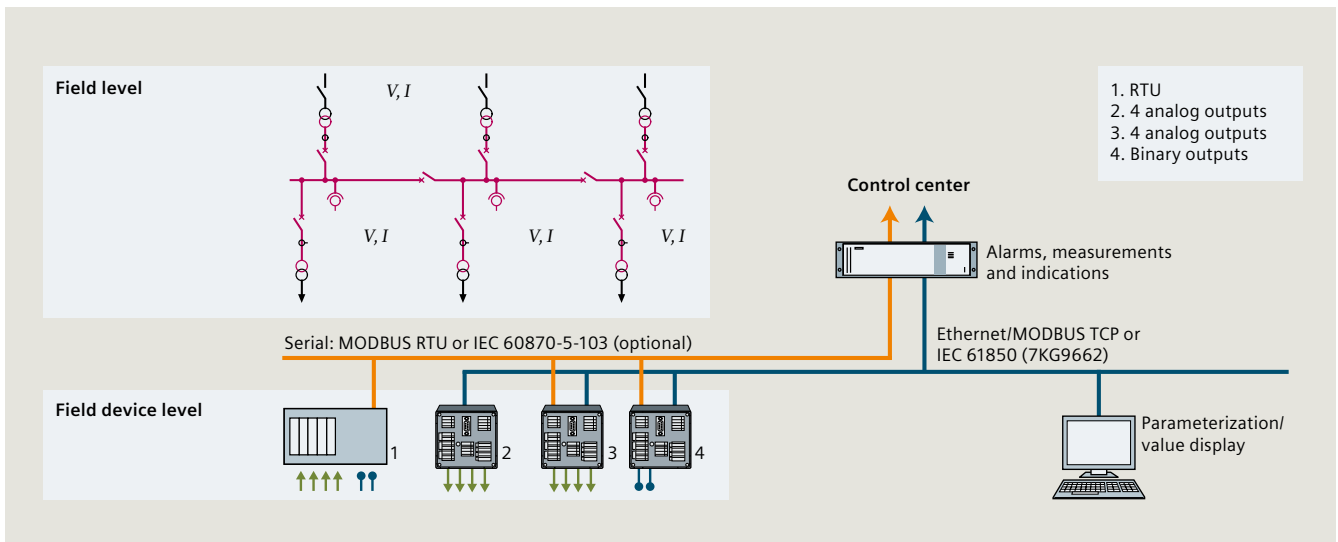 Field level
V, I
1. RTU
2. 4 analog outputs
3. 4 analog outputs
4. Binary outputs
Control center
V, I
V, I
V, I
Alarms, measurements
and indications
Serial: MODBUS RTU or IEC 60870-5-103 (optional)
Ethernet/MODBUS TCP or
IEC 61850 (7KG9662)
Field device level
1
2
3
4
Parameterization/
value display